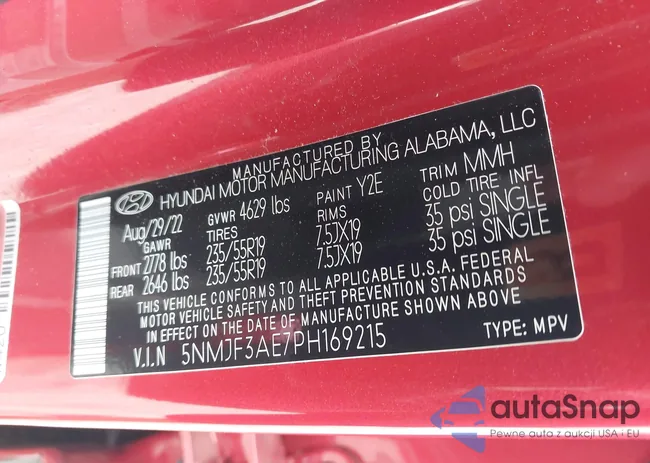 MANUFACTURED BY
HYUNDAI MOTOR MANUFACTURING ALABAMA, LLC
Aug/29/22 GVWR 4629 lbs PAINT Y2E TRIM MMH
GAWR TIRES RIMS COLD TIRE INFL
FRONT 2778 lbs 235/55R19 7.5JX19 35 psi SINGLE
REAR 2646 lbs 235/55R19 7.5JX19 35 psi SINGLE
THIS VEHICLE CONFORMS TO ALL APPLICABLE U.S.A. FEDERAL
MOTOR VEHICLE SAFETY AND THEFT PREVENTION STANDARDS
IN EFFECT ON THE DATE OF MANUFACTURE SHOWN ABOVE
V.I.N 5NMJF3AE7PH169215 TYPE: MPV
autaSnap
Pewne auta z aukcji USA i EU